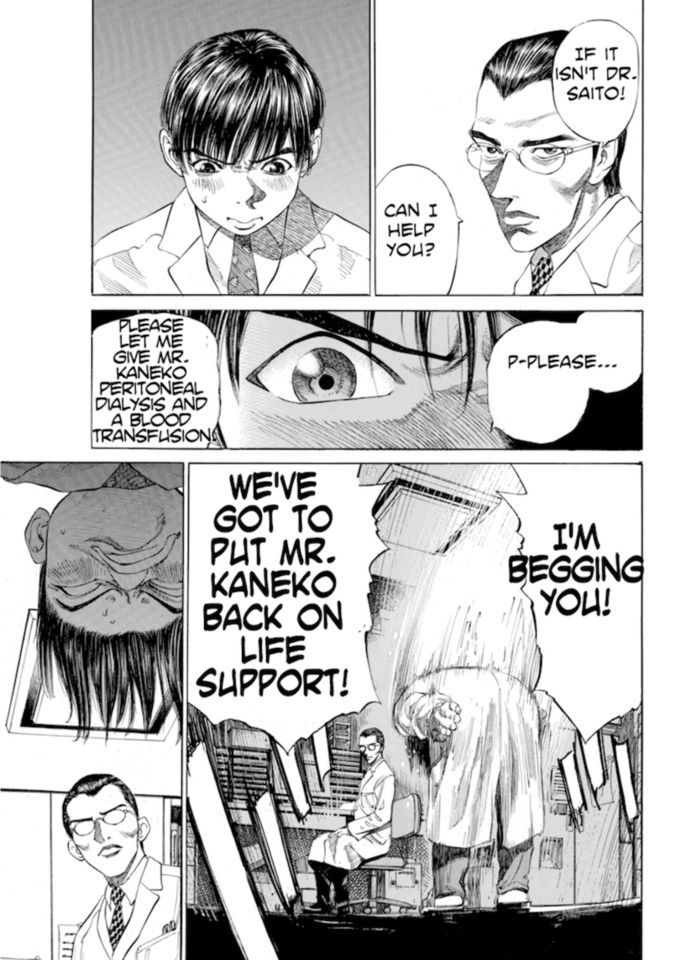 IF IT
ISN'T DR.
SAITO!
CAN I
HELP
YOU?
P-PLEASE...
PLEASE
LET ME
GIVE MR.
KANEKO
PERITONEAL
DIALYSIS AND
A BLOOD
TRANSFUSION.
I'M
BEGGING
YOU!
WE'VE
GOT TO
PUT MR.
KANEKO
BACK ON
LIFE
SUPPORT!